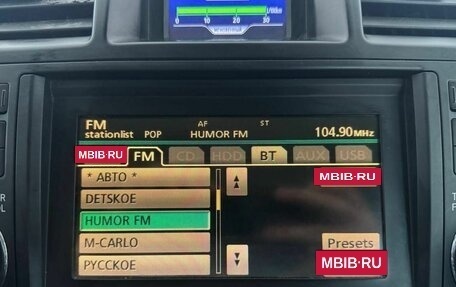 /100km
0 10 20 30
FM AF ST
stationlist POP HUMOR FM 104.90MHz
MBIB·RU FM CD HDD BT AUX USB
* АВТО * MBIB·RU
DETSKOE
HUMOR FM
M-CARLO Presets
РУССКОЕ MBIB·RU